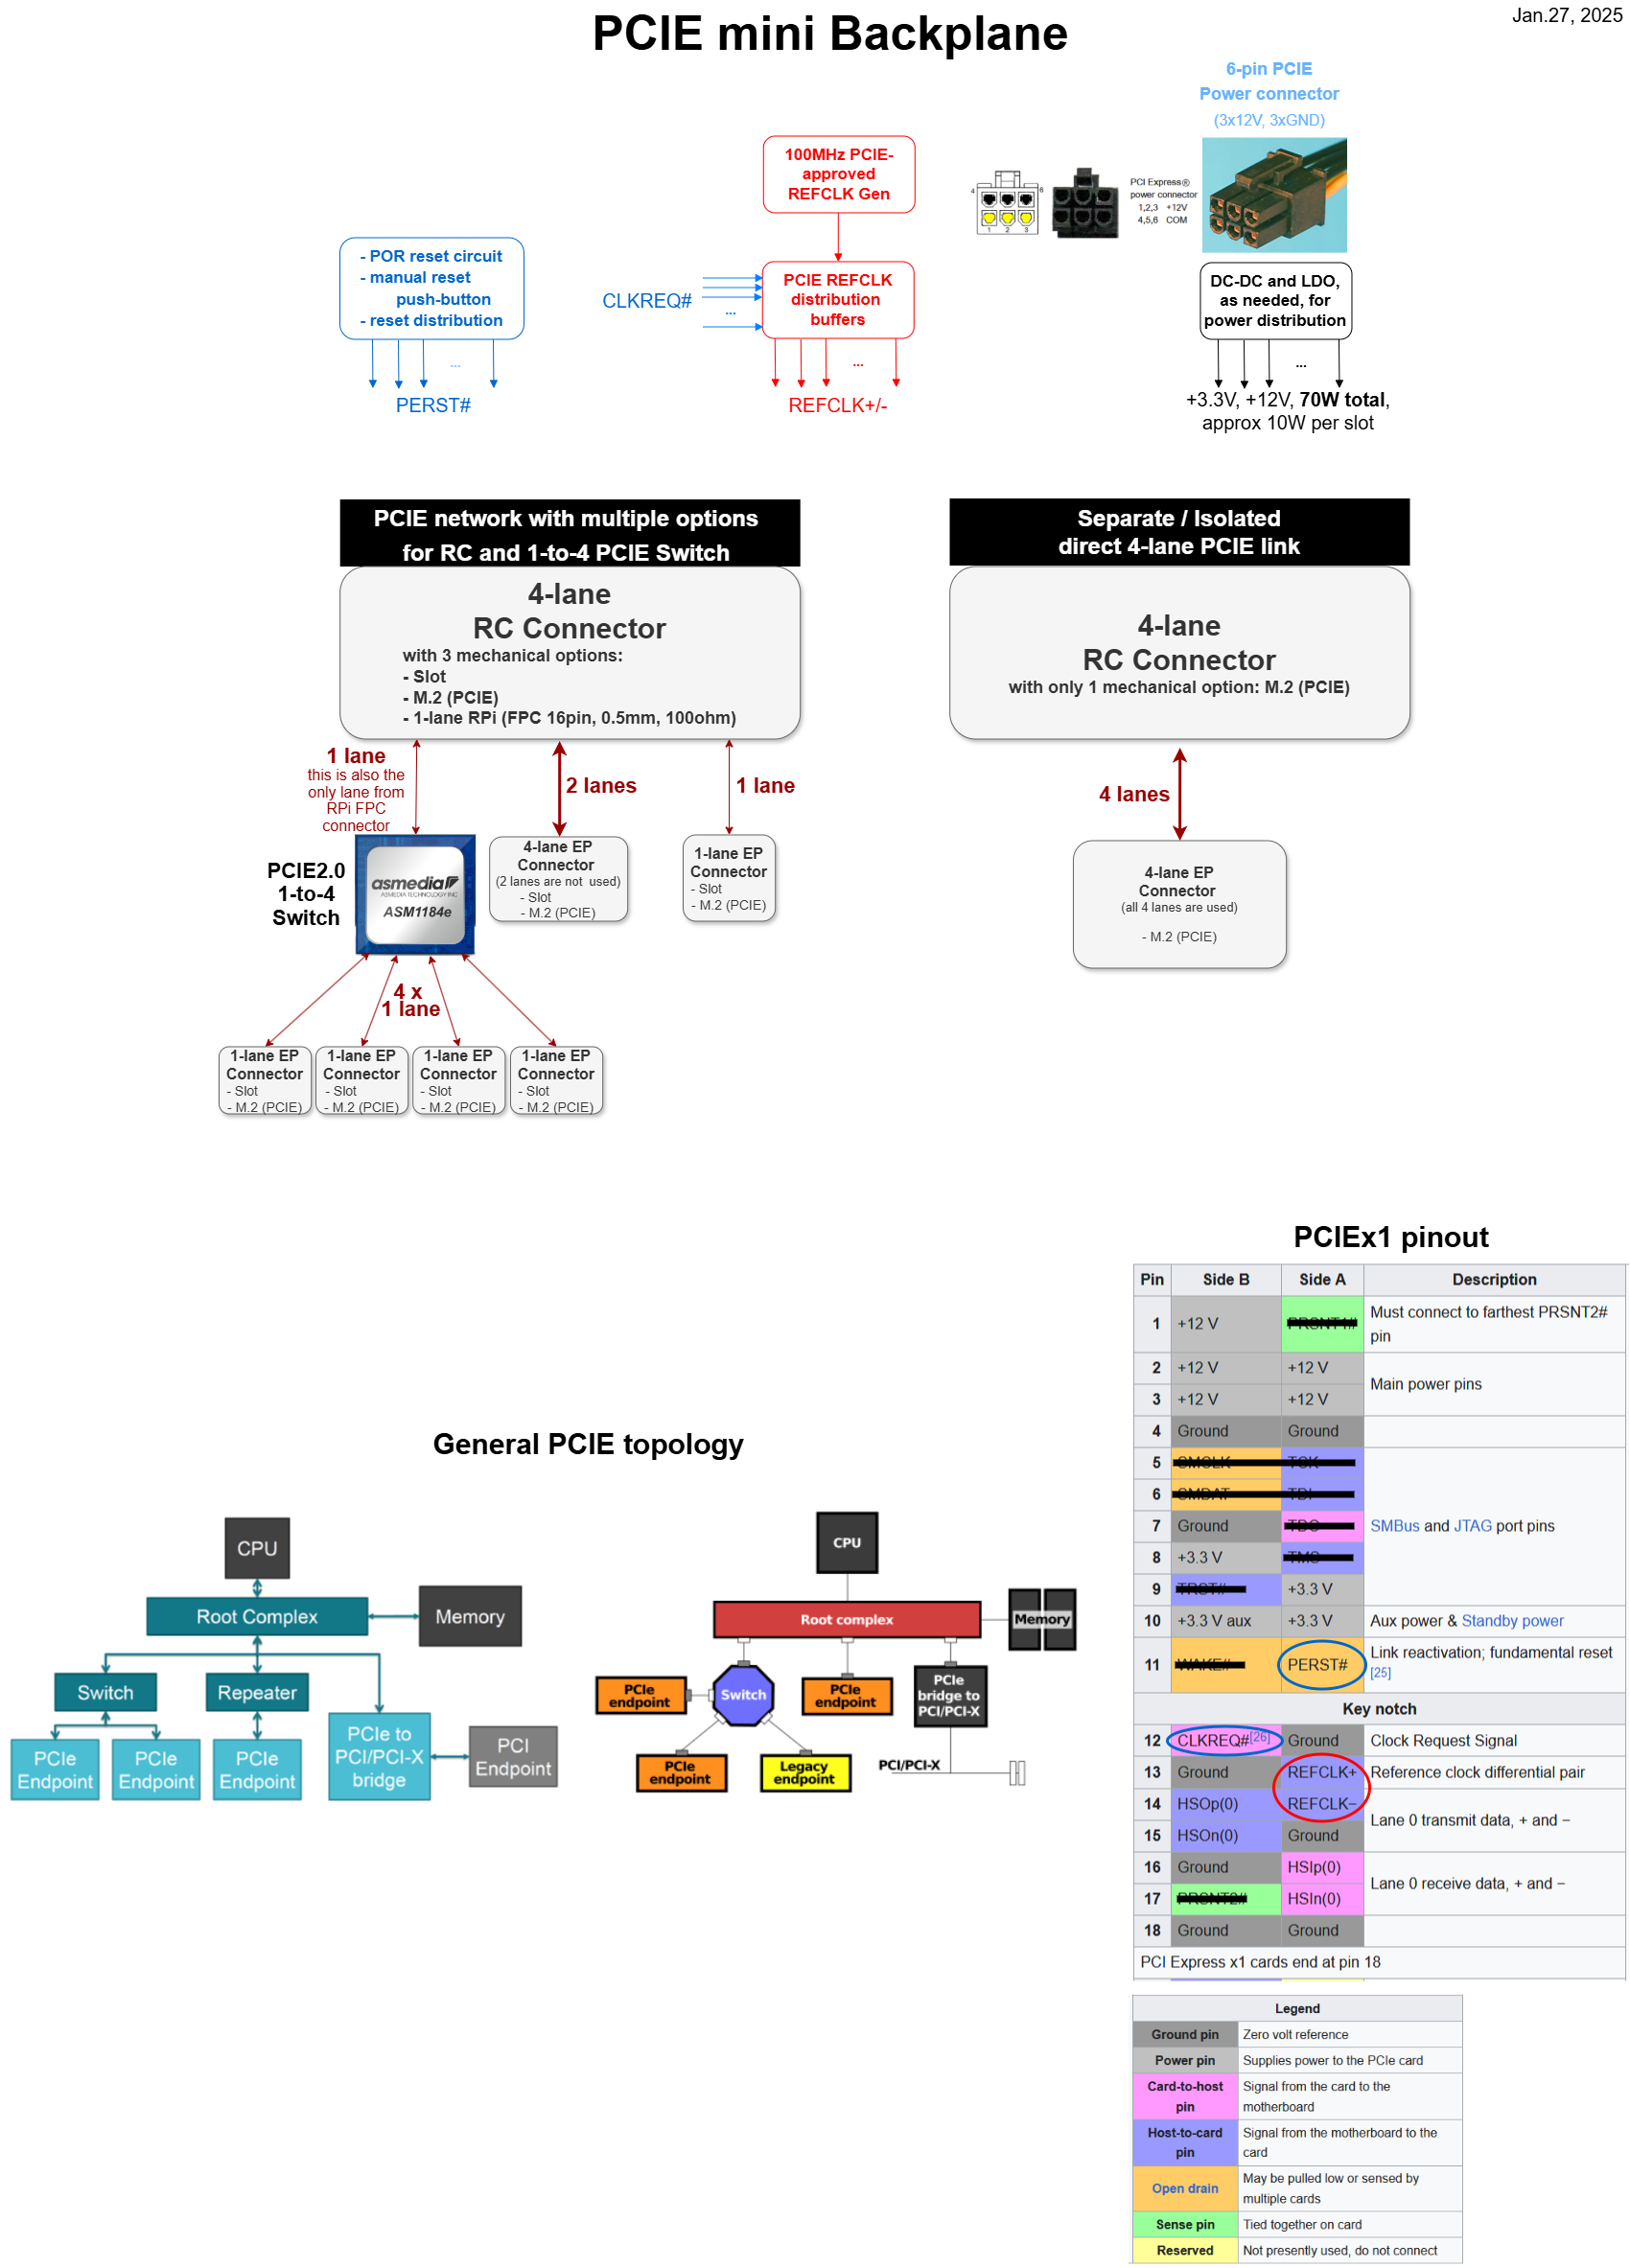 Jan.27, 2025
PCIE mini Backplane
6-pin PCIE
Power connector
(3x12V, 3xGND)
100MHz PCIE-
approved
REFCLK Gen
4
6
1 2 3
PCI Express®
power connector
1,2,3 +12V
4,5,6 COM
- POR reset circuit
- manual reset
push-button
- reset distribution
...
PERST#
CLKREQ#
...
PCIE REFCLK
distribution
buffers
...
REFCLK+/-
DC-DC and LDO,
as needed, for
power distribution
...
+3.3V, +12V, 70W total,
approx 10W per slot
PCIE network with multiple options
for RC and 1-to-4 PCIE Switch
4-lane
RC Connector
with 3 mechanical options:
- Slot
- M.2 (PCIE)
- 1-lane RPi (FPC 16pin, 0.5mm, 100ohm)
Separate / Isolated
direct 4-lane PCIE link
4-lane
RC Connector
with only 1 mechanical option: M.2 (PCIE)
1 lane
this is also the
only lane from
RPi FPC
connector
2 lanes
1 lane
4 lanes
PCIE2.0
1-to-4
Switch
asmedia
ASMEDIA TECHNOLOGY INC
ASM1184e
4-lane EP
Connector
(2 lanes are not used)
- Slot
- M.2 (PCIE)
1-lane EP
Connector
- Slot
- M.2 (PCIE)
4-lane EP
Connector
(all 4 lanes are used)
- M.2 (PCIE)
4 x
1 lane
1-lane EP
Connector
- Slot
- M.2 (PCIE)
1-lane EP
Connector
- Slot
- M.2 (PCIE)
1-lane EP
Connector
- Slot
- M.2 (PCIE)
1-lane EP
Connector
- Slot
- M.2 (PCIE)
General PCIE topology
CPU
Root Complex
Memory
Switch
Repeater
PCIe
Endpoint
PCIe
Endpoint
PCIe
Endpoint
PCIe to
PCI/PCI-X
bridge
PCI
Endpoint
CPU
Root complex
Memory
PCIe
endpoint
Switch
PCIe
endpoint
PCIe
bridge to
PCI/PCI-X
PCIe
endpoint
Legacy
endpoint
PCI/PCI-X
PCIEx1 pinout
Pin Side B Side A Description
1 +12 V PRSNT1# Must connect to farthest PRSNT2#
pin
2 +12 V +12 V
Main power pins
3 +12 V +12 V
4 Ground Ground
5 SMCLK TCK
6 SMDAT TDI
7 Ground TDO SMBus and JTAG port pins
8 +3.3 V TMS
9 TRST# +3.3 V
10 +3.3 V aux +3.3 V Aux power & Standby power
11 WAKE# PERST# Link reactivation; fundamental reset
[25]
Key notch
12 CLKREQ#[26] Ground Clock Request Signal
13 Ground REFCLK+ Reference clock differential pair
14 HSOp(0) REFCLK−
Lane 0 transmit data, + and −
15 HSOn(0) Ground
16 Ground HSIp(0)
Lane 0 receive data, + and −
17 PRSNT2# HSIn(0)
18 Ground Ground
PCI Express x1 cards end at pin 18
Legend
Ground pin Zero volt reference
Power pin Supplies power to the PCIe card
Card-to-host
pin
Signal from the card to the
motherboard
Host-to-card
pin
Signal from the motherboard to the
card
Open drain
May be pulled low or sensed by
multiple cards
Sense pin Tied together on card
Reserved Not presently used, do not connect